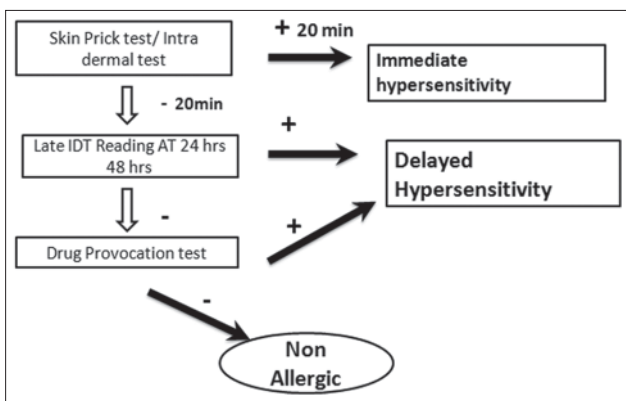 Skin Prick test/ Intra
dermal test
+ 20 min
Immediate
hypersensitivity
- 20min
Late IDT Reading AT 24 hrs
48 hrs
+
Delayed
Hypersensitivity
-
+
Drug Provocation test
-
Non
Allergic